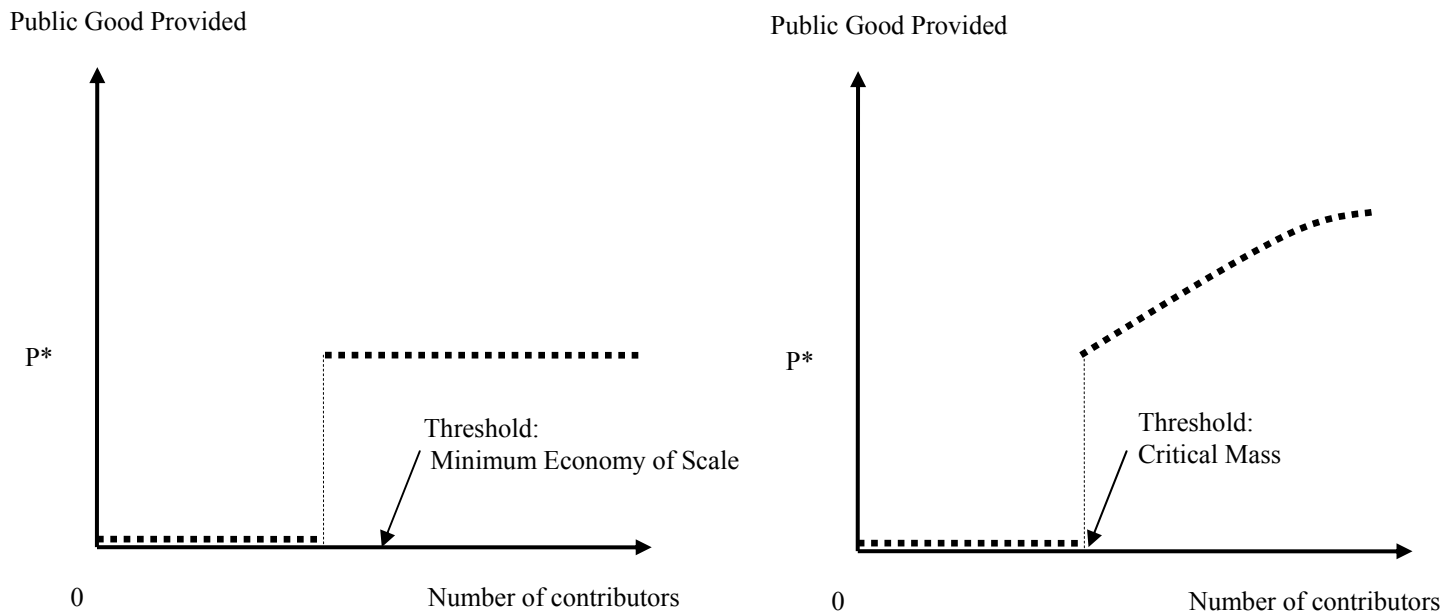 Public Good Provided
P*
Threshold:
Minimum Economy of Scale
0
Number of contributors
Public Good Provided
P*
Threshold:
Critical Mass
0
Number of contributors